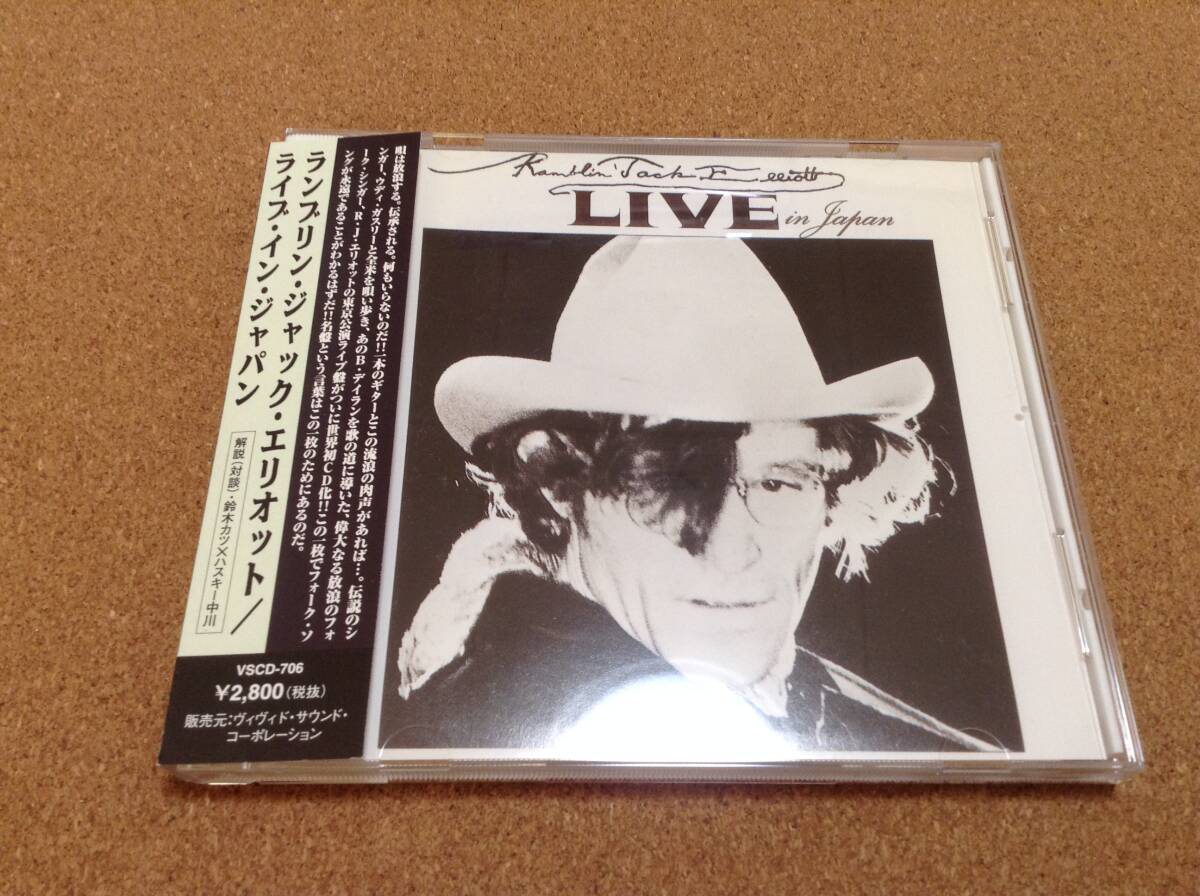 Ramblin' Jack Elliott
LIVE in Japan
ランブリン・ジャック・エリオット／
ライブ・イン・ジャパン
解説(対談)・鈴木カツ×ハスキー中川
唄は放浪する。伝承される。何もいらないのだ!!一本のギターとこの流浪の肉声があれば…。伝説のシ
ンガー、ウディ・ガスリーと全米を唄い歩き、あのB・デイランを歌の道に導いた、偉大なる放浪のフォ
ーク・シンガー、R・J・エリオットの東京公演ライブ盤がついに世界初CD化!!この一枚でフォーク・ソ
ングが永遠であることがわかるはずだ!!名盤という言葉はこの一枚のためにあるのだ。
VSCD-706
¥2,800(税抜)
販売元:ヴィヴィド・サウンド・
コーポレーション